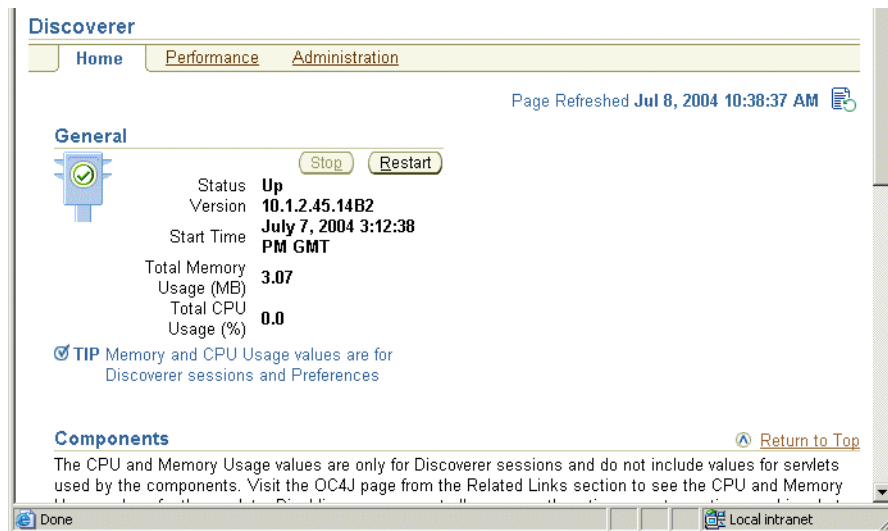 Discoverer
Home Performance Administration
Page Refreshed Jul 8, 2004 10:38:37 AM
General
Stop Restart
Status Up
Version 10.1.2.45.14B2
Start Time July 7, 2004 3:12:38
PM GMT
Total Memory
Usage (MB) 3.07
Total CPU
Usage (%) 0.0
TIP Memory and CPU Usage values are for
Discoverer sessions and Preferences
Components
Return to Top
The CPU and Memory Usage values are only for Discoverer sessions and do not include values for servlets
used by the components. Visit the OC4J page from the Related Links section to see the CPU and Memory
Done
Local intranet